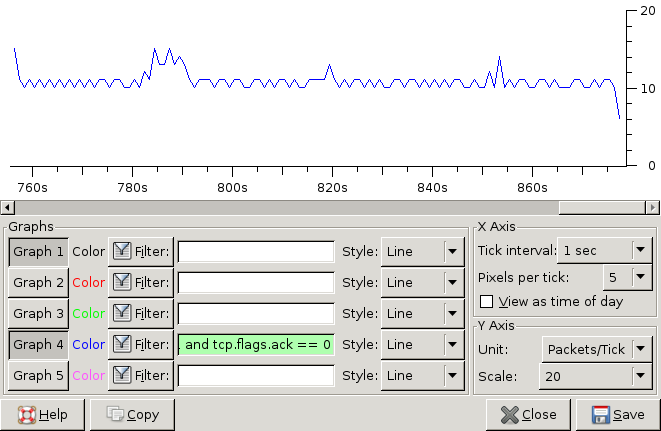 20
10
0
760s 780s 800s 820s 840s 860s
Graphs
Graph 1 Color Filter: Style: Line
Graph 2 Color Filter: Style: Line
Graph 3 Color Filter: Style: Line
Graph 4 Color Filter: and tcp.flags.ack == 0 Style: Line
Graph 5 Color Filter: Style: Line
X Axis
Tick interval: 1 sec
Pixels per tick: 5
View as time of day
Y Axis
Unit: Packets/Tick
Scale: 20
Help Copy Close Save